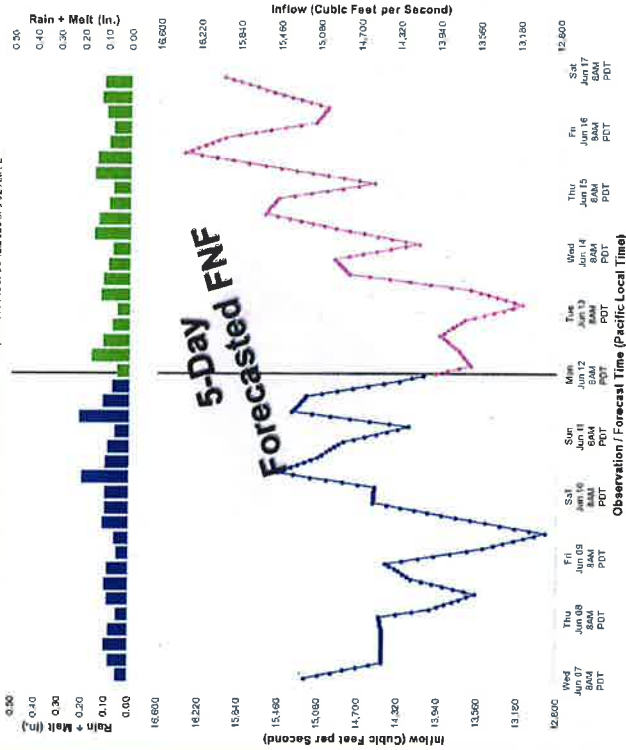 Rain + Melt (In.)
0.50
0.40
0.30
0.20
0.10
0.00
Rain + Melt (In.)
0.50
0.40
0.30
0.20
0.10
0.00
Inflow (Cubic Feet per Second)
16,600
16,220
15,840
15,460
15,080
14,700
14,320
13,940
13,560
13,180
12,800
Inflow (Cubic Feet per Second)
16,600
16,220
15,840
15,460
15,080
14,700
14,320
13,940
13,560
13,180
12,800
5-Day
Forecasted FNF
Wed
Jun 07
8AM
PDT
Thu
Jun 08
8AM
PDT
Fri
Jun 09
8AM
PDT
Sat
Jun 10
8AM
PDT
Sun
Jun 11
8AM
PDT
Mon
Jun 12
8AM
PDT
Tue
Jun 13
8AM
PDT
Wed
Jun 14
8AM
PDT
Thu
Jun 15
8AM
PDT
Fri
Jun 16
8AM
PDT
Sat
Jun 17
8AM
PDT
Observation / Forecast Time (Pacific Local Time)